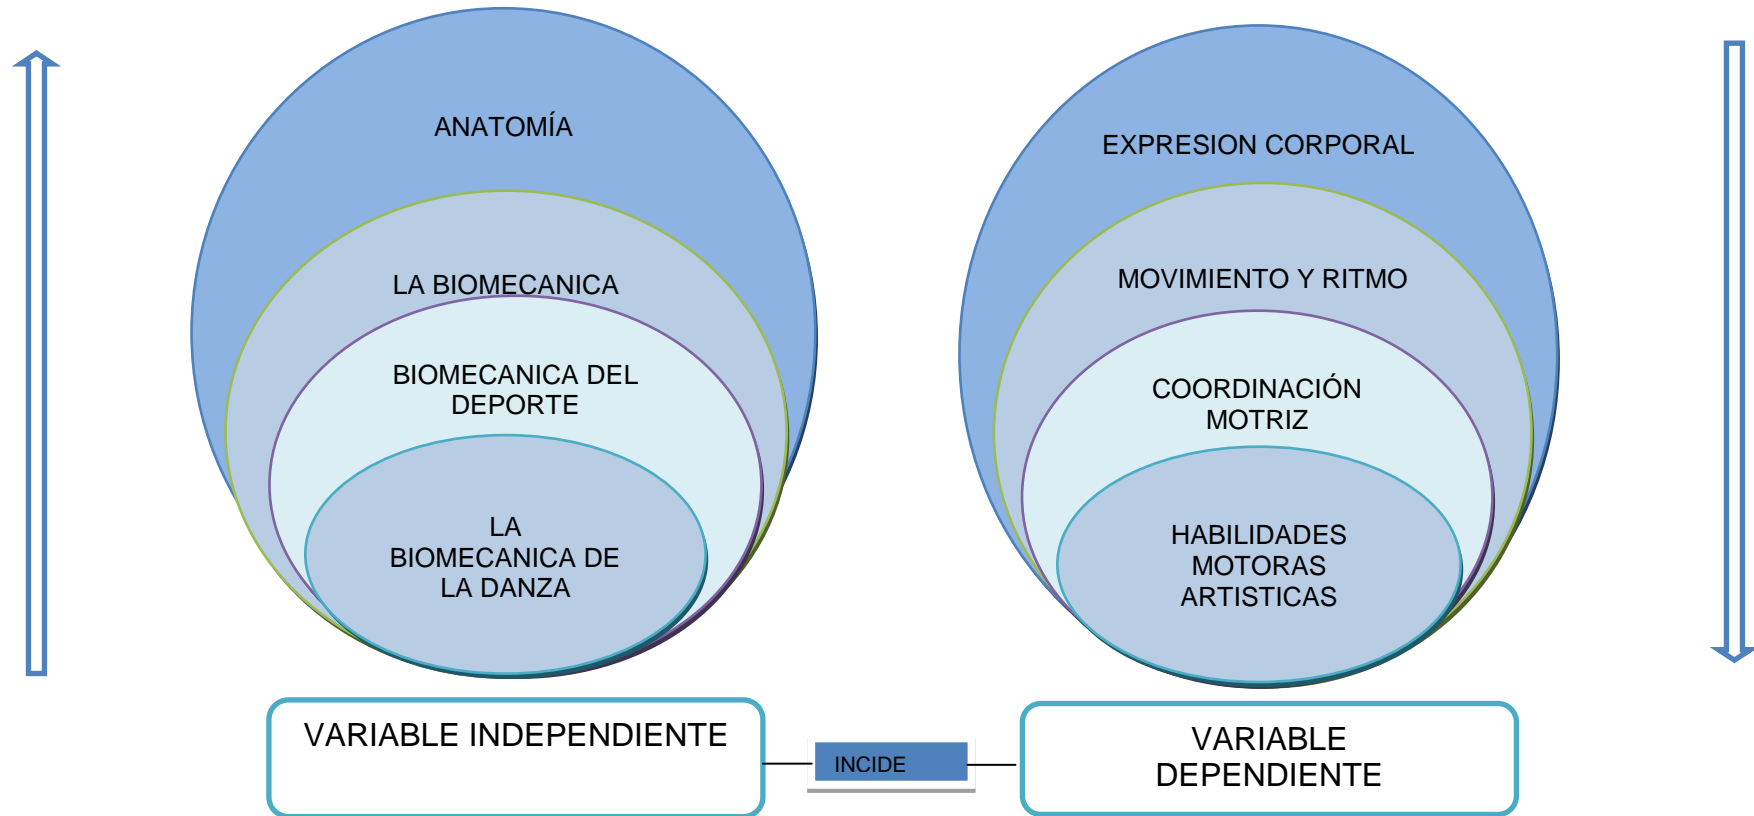 ANATOMÍA
LA BIOMECANICA
BIOMECANICA DEL
DEPORTE
LA
BIOMECANICA DE
LA DANZA
EXPRESION CORPORAL
MOVIMIENTO Y RITMO
COORDINACIÓN
MOTRIZ
HABILIDADES
MOTORAS
ARTISTICAS
VARIABLE INDEPENDIENTE
INCIDE
VARIABLE
DEPENDIENTE